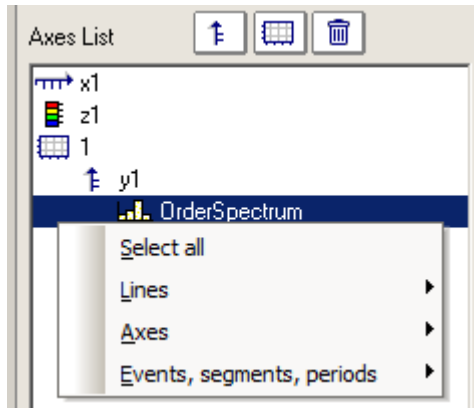 Axes List
x1
z1
1
y1
OrderSpectrum
Select all
Lines
Axes
Events, segments, periods